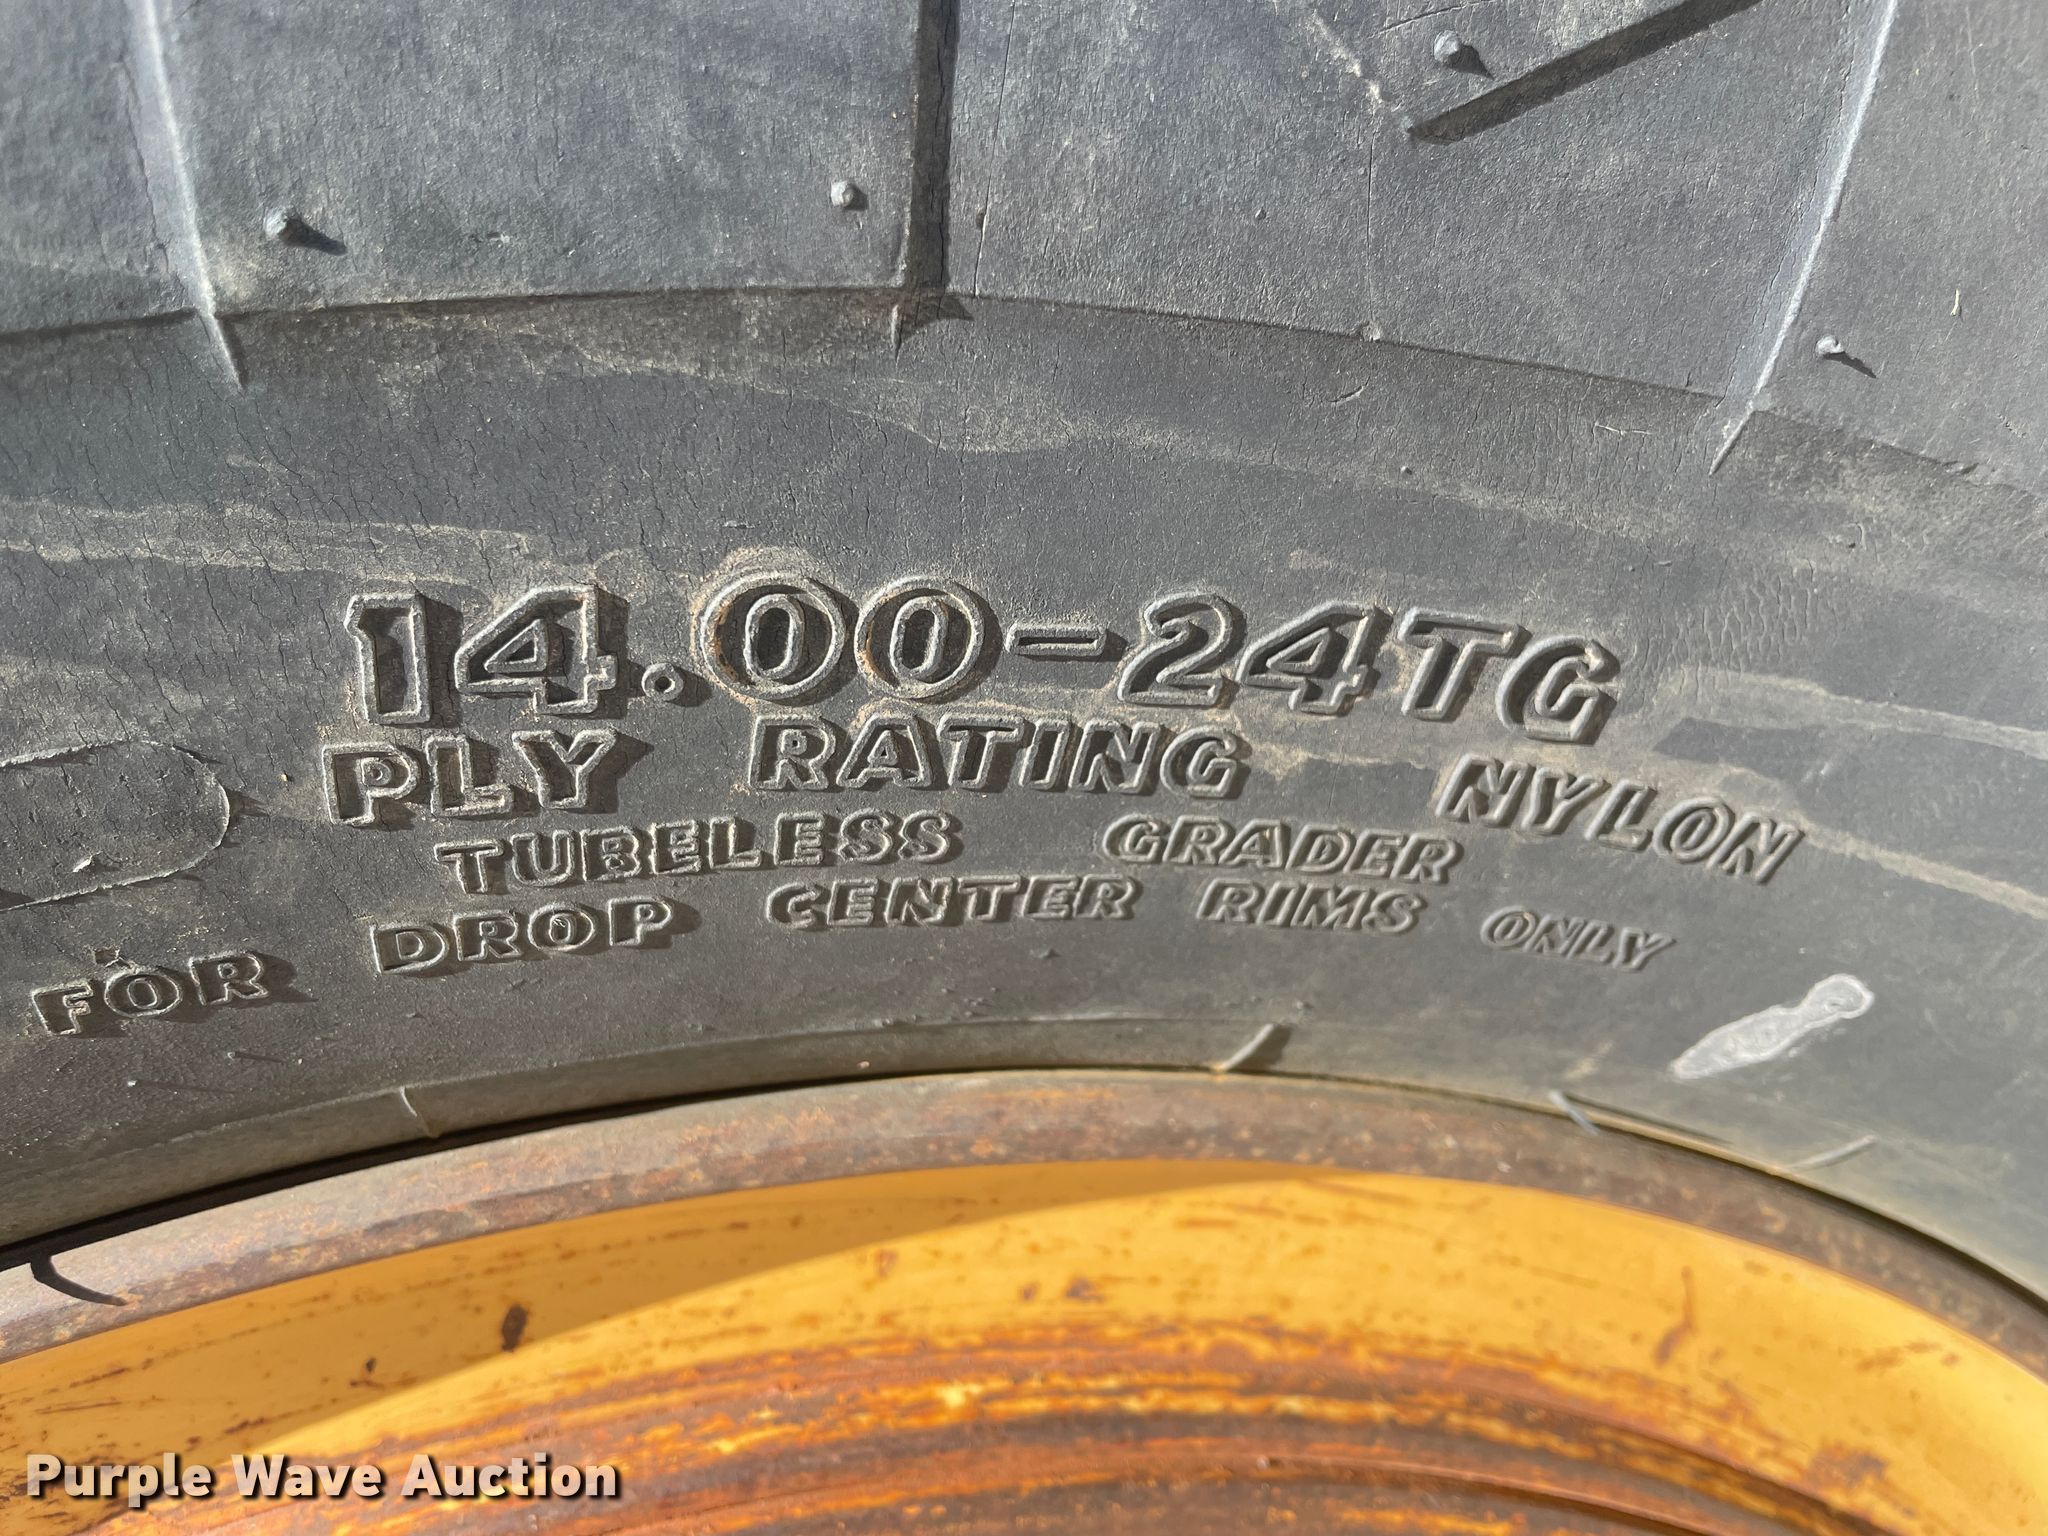 14.00-24TG
PLY RATING NYLON
TUBELESS GRADER
FOR DROP CENTER RIMS ONLY
Purple Wave Auction